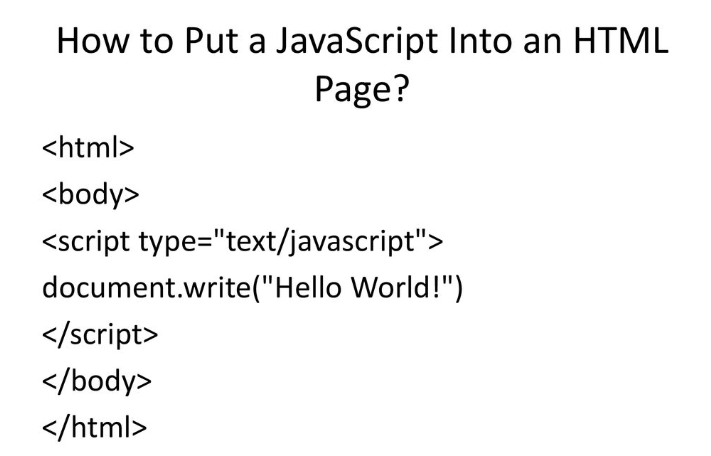 How to Put a JavaScript Into an HTML
Page?
<html>
<body>
<script type="text/javascript">
document.write("Hello World!")
</script>
</body>
</html>